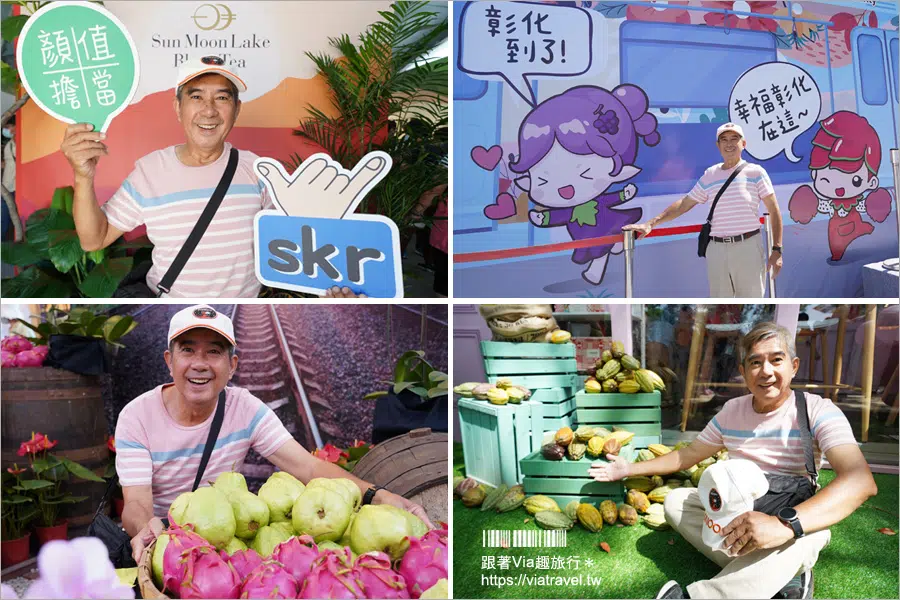 顏值
擔當
Sun Moon Lake
Black Tea
skr
彰化
到了!
幸福彰化
在這~
跟著Via趣旅行*
https://viatravel.tw